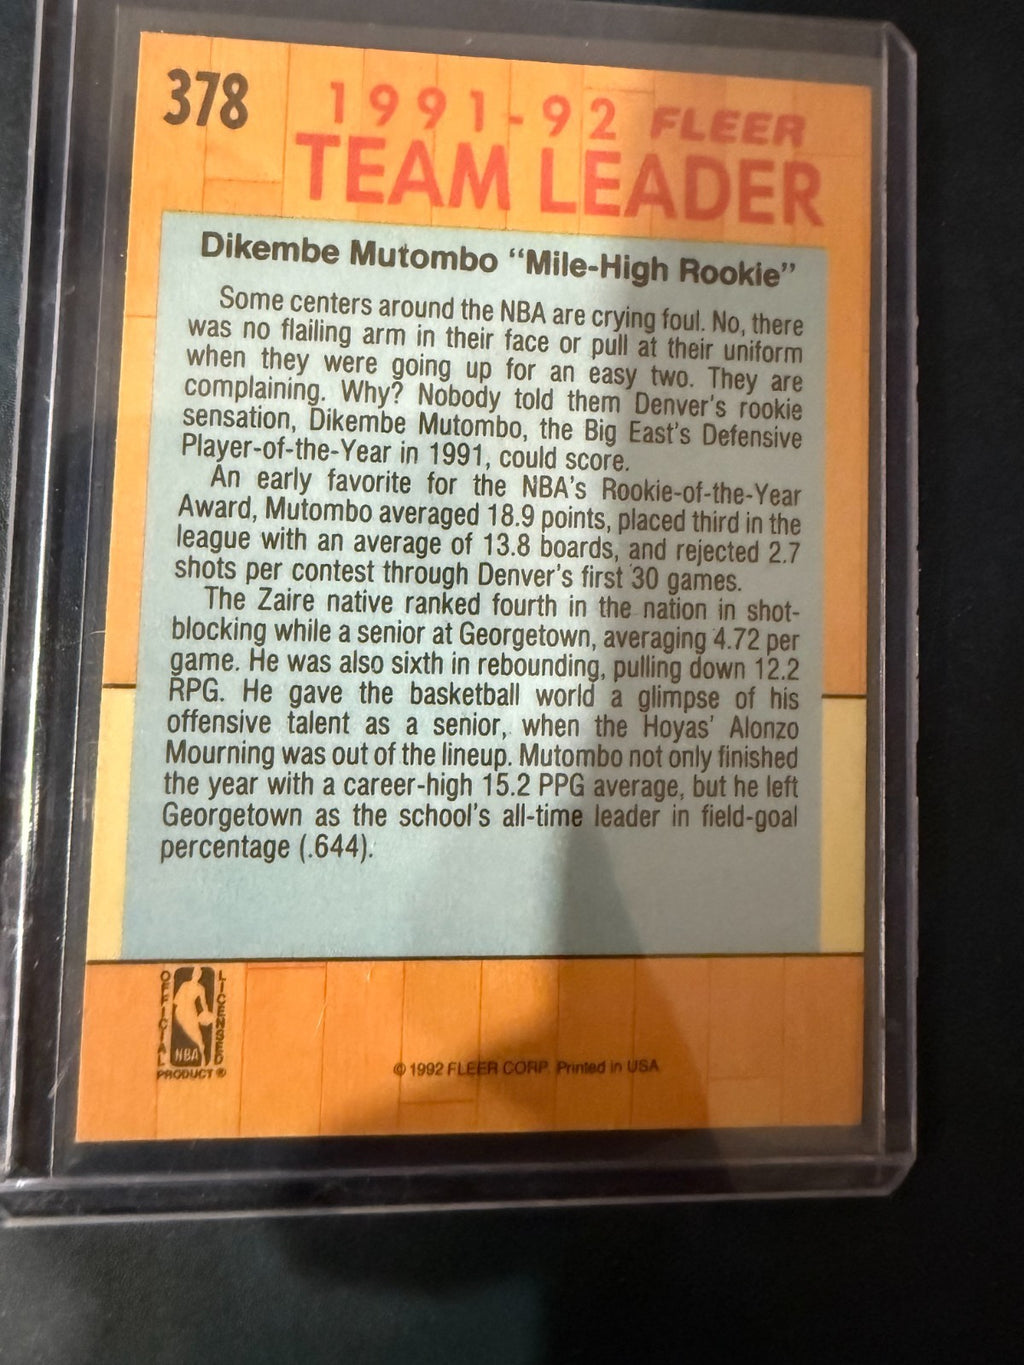 378
1991-92 FLEER
TEAM LEADER
Dikembe Mutombo "Mile-High Rookie"
Some centers around the NBA are crying foul. No, there
was no flailing arm in their face or pull at their uniform
when they were going up for an easy two. They are
complaining. Why? Nobody told them Denver's rookie
sensation, Dikembe Mutombo, the Big East's Defensive
Player-of-the-Year in 1991, could score.
An early favorite for the NBA's Rookie-of-the-Year
Award, Mutombo averaged 18.9 points, placed third in the
league with an average of 13.8 boards, and rejected 2.7
shots per contest through Denver's first 30 games.
The Zaire native ranked fourth in the nation in shot-
blocking while a senior at Georgetown, averaging 4.72 per
game. He was also sixth in rebounding, pulling down 12.2
RPG. He gave the basketball world a glimpse of his
offensive talent as a senior, when the Hoyas' Alonzo
Mourning was out of the lineup. Mutombo not only finished
the year with a career-high 15.2 PPG average, but he left
Georgetown as the school's all-time leader in field-goal
percentage (.644).
OFFICIAL
LICENSED
NBA
PRODUCT ®
© 1992 FLEER CORP. Printed in USA